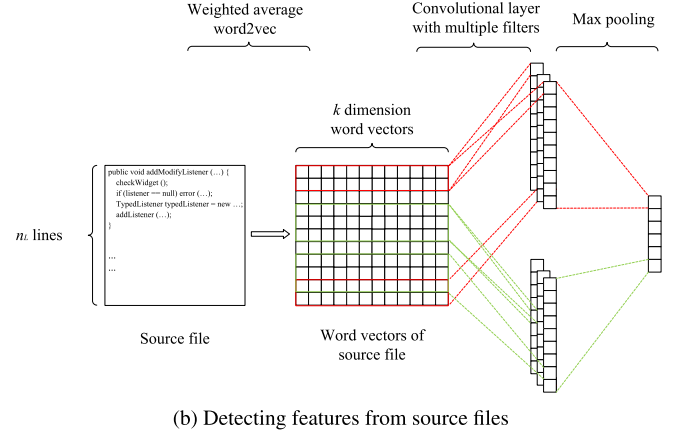 Weighted average
word2vec
Convolutional layer
with multiple filters
Max pooling
k dimension
word vectors
public void addModifyListener (…) {
checkWidget ();
if (listener == null) error (…);
TypedListener typedListener = new …;
addListener (…);
}
…
…
n_L lines
Source file
Word vectors of
source file
(b) Detecting features from source files